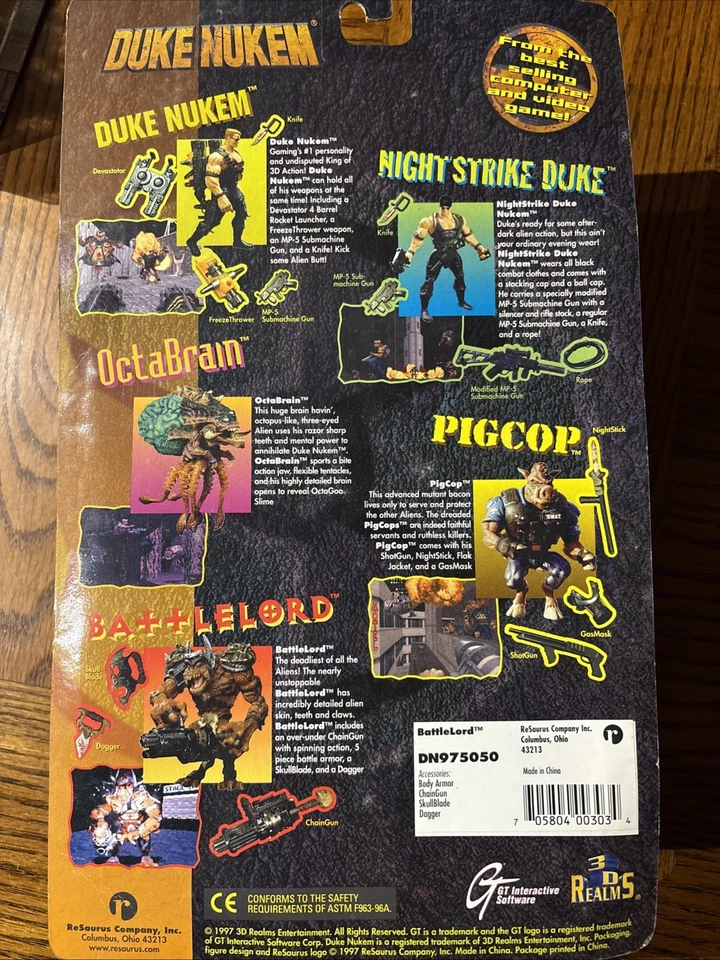 DUKE NUKEM®
From the
best
selling
computer
and video
game!
DUKE NUKEM™
Knife
Devastator
Duke Nukem™
Gaming's #1 personality
and undisputed King of
3D Action! Duke
Nukem™ can hold all
of his weapons at the
same time! Including a
Devastator 4 Barrel
Rocket Launcher, a
FreezeThrower weapon,
an MP-5 Submachine
Gun, and a Knife! Kick
some Alien Butt!
FreezeThrower
MP-5
Submachine Gun
NIGHTSTRIKE DUKE™
Knife
MP-5 Sub-
machine Gun
NightStrike Duke
Nukem™
Duke's ready for some after-
dark alien action, but this ain't
your ordinary evening wear!
NightStrike Duke
Nukem™ wears all black
combat clothes and comes with
a stocking cap and a ball cap.
He carries a specially modified
MP-5 Submachine Gun with a
silencer and rifle stock, a regular
MP-5 Submachine Gun, a Knife,
and a rope!
Modified MP-5
Submachine Gun
Rope
OctaBrain™
OctaBrain™
This huge brain havin',
octopus-like, three-eyed
Alien uses his razor sharp
teeth and mental power to
annihilate Duke Nukem™.
OctaBrain™ sports a bite
action jaw, flexible tentacles,
and his highly detailed brain
opens to reveal OctaGoo
Slime
PIGCOP™
NightStick
PigCop™
This advanced mutant bacon
lives only to serve and protect
the other Aliens. The dreaded
PigCops™ are indeed faithful
servants and ruthless killers.
PigCop™ comes with his
ShotGun, NightStick, Flak
Jacket, and a GasMask
SWAT
GasMask
ShotGun
BATTLELORD™
Skull
Blade
Dagger
BattleLord™
The deadliest of all the
Aliens! The nearly
unstoppable
BattleLord™ has
incredibly detailed alien
skin, teeth and claws.
BattleLord™ includes
an over-under ChainGun
with spinning action, 5
piece battle armor, a
SkullBlade, and a Dagger
ChainGun
BattleLord™
DN975050
Accessories:
Body Armor
ChainGun
SkullBlade
Dagger
ReSaurus Company Inc.
Columbus, Ohio
43213
Made in China
r
7 05804 00303 4
r
ReSaurus Company, Inc.
Columbus, Ohio 43213
www.resaurus.com
CE CONFORMS TO THE SAFETY
REQUIREMENTS OF ASTM F963-96A.
GT Interactive
Software
3D
REALMS
© 1997 3D Realms Entertainment. All Rights Reserved. GT is a trademark and the GT logo is a registered trademark
of GT Interactive Software Corp. Duke Nukem is a registered trademark of 3D Realms Entertainment, Inc. Packaging,
figure design and ReSaurus logo © 1997 ReSaurus Company, Inc. Made in China. Package printed in China.